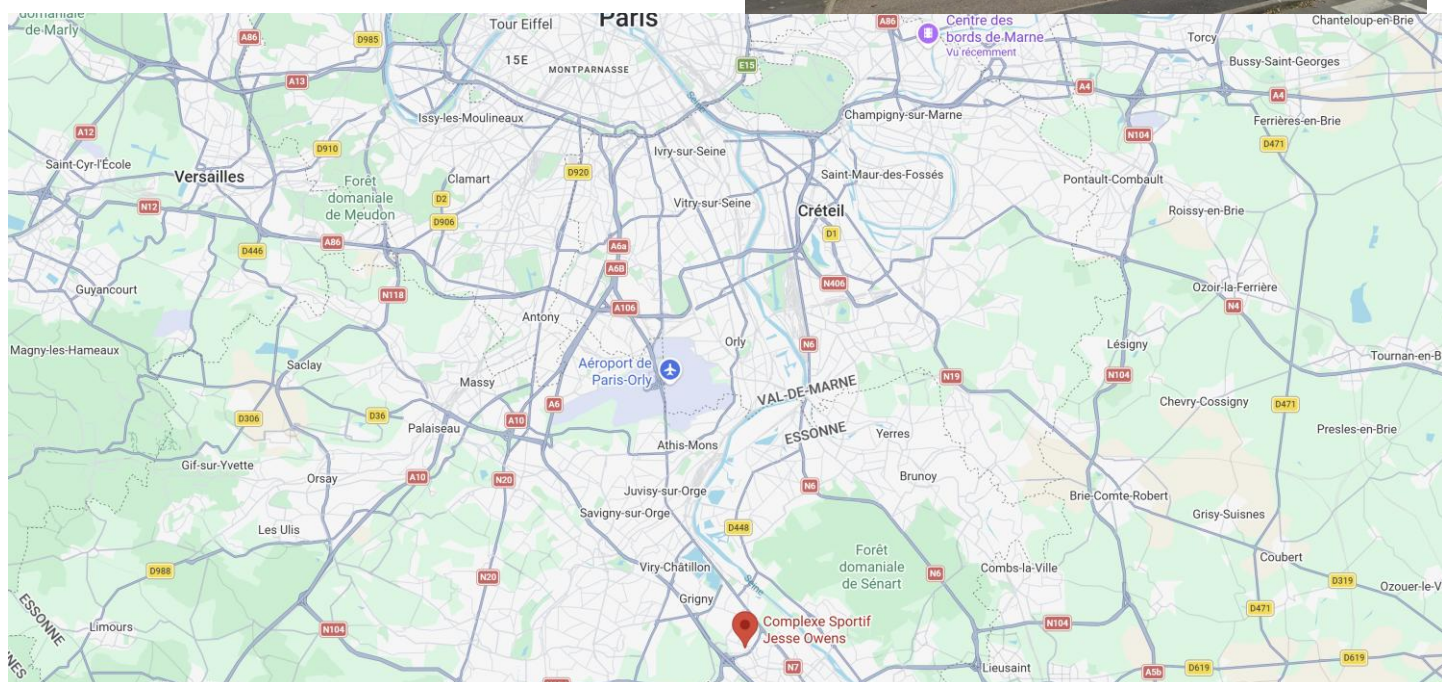 domaniale
de Marly
Tour Eiffel
Paris
Centre des
bords de Marne
Vu récemment
Chanteloup-en-Brie
A86
D985
A86
Torcy
15E
MONTPARNASSE
E15
Bussy-Saint-Georges
A13
A4
A4
Issy-les-Moulineaux
Seine
Champigny-sur-Marne
Ferrières-en-Brie
A12
D910
N104
D471
Saint-Cyr-l'École
Versailles
Ivry-sur-Seine
Forêt
domaniale
de Meudon
Clamart
D920
Saint-Maur-des-Fossés
Pontault-Combault
D2
Vitry-sur-Seine
Créteil
N12
D906
D1
Roissy-en-Brie
A86
D446
A6a
A6B
N406
Guyancourt
N118
A106
Ozoir-la-Ferrière
N4
Antony
Orly
N6
Magny-les-Hameaux
Saclay
Aéroport de
Paris-Orly
Lésigny
Tournan-en-B
Massy
VAL-DE-MARNE
N19
N104
A6
D306
D36
A10
Chevry-Cossigny
D471
Palaiseau
ESSONNE
Yerres
Presles-en-Brie
Athis-Mons
Gif-sur-Yvette
Orsay
A10
N20
Brunoy
Juvisy-sur-Orge
N6
Brie-Comte-Robert
Savigny-sur-Orge
Grisy-Suisnes
Les Ulis
D448
Forêt
domaniale
de Sénart
Coubert
D988
Viry-Châtillon
Combs-la-Ville
N20
Seine
N6
D319
Ozouer-le-V
Grigny
ESSONNE
D471
Limours
N104
Complexe Sportif
Jesse Owens
N104
N7
Lieusaint
A5b
D619
D619